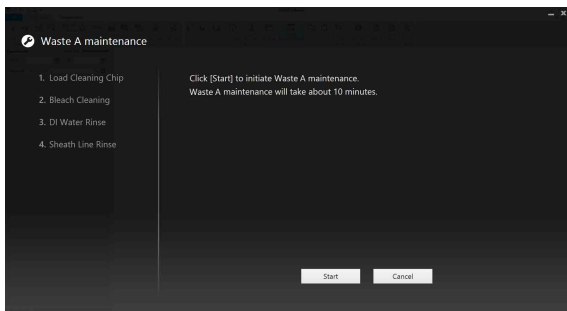 Waste A maintenance
1. Load Cleaning Chip
2. Bleach Cleaning
3. DI Water Rinse
4. Sheath Line Rinse
Click [Start] to initiate Waste A maintenance.
Waste A maintenance will take about 10 minutes.
Start
Cancel